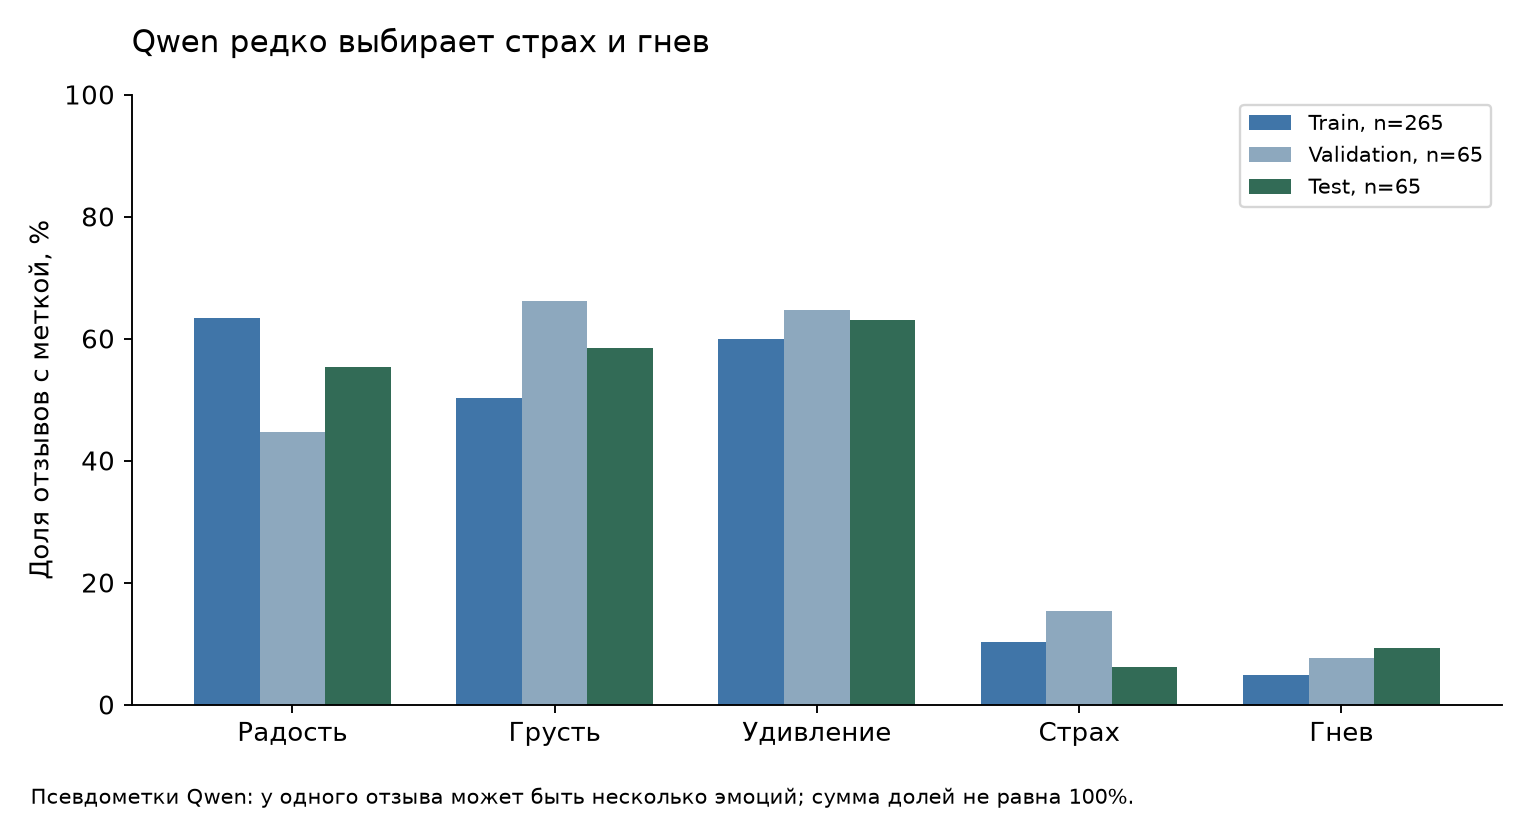 Qwen редко выбирает страх и гнев
Доля отзывов с меткой, %
100
80
60
40
20
0
Train, n=265
Validation, n=65
Test, n=65
Радость
Грусть
Удивление
Страх
Гнев
Псевдометки Qwen: у одного отзыва может быть несколько эмоций; сумма долей не равна 100%.